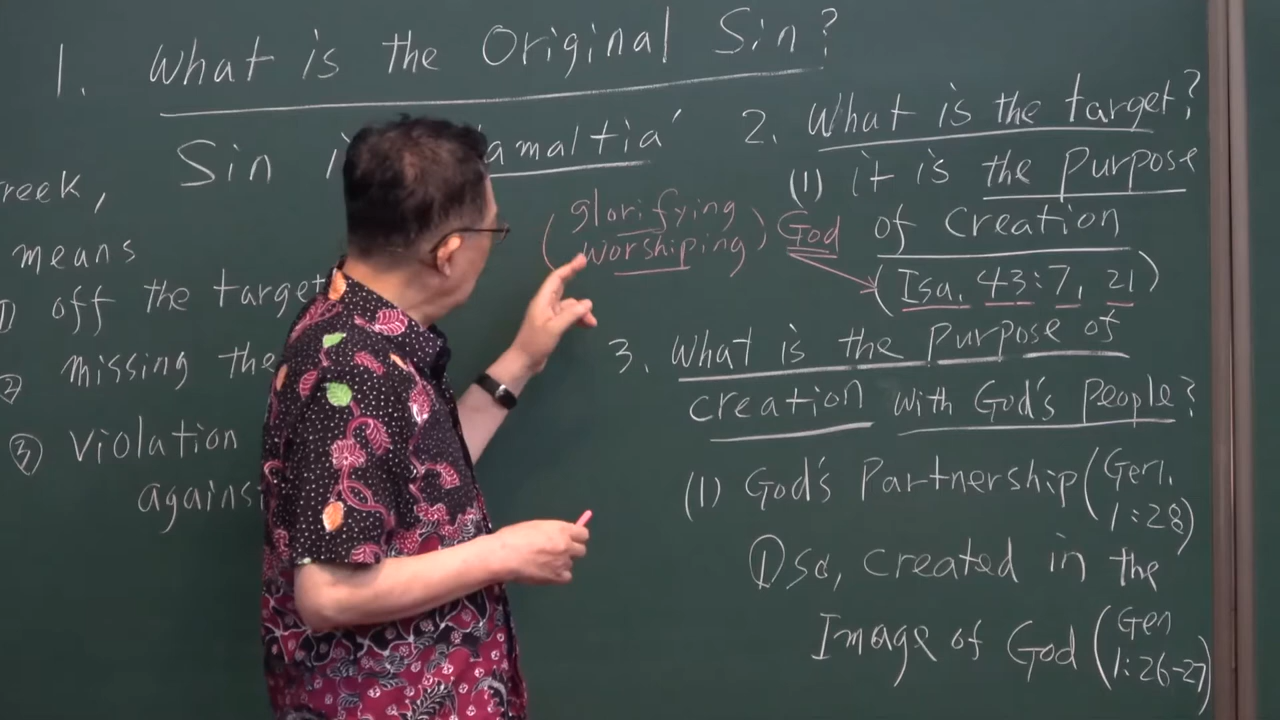 1. What is the Original Sin?
Sin i amaltia'
reek,
means
① off the target
② missing the
③ violation
against
(glorifying
worshiping) God
2. What is the target?
(1) it is the purpose
of creation
(Isa, 43:7, 21)
3. What is the purpose of
creation with God's people?
(1) God's Partnership (Gen,
1:28)
① so, created in the
Image of God (Gen
1:26-27)